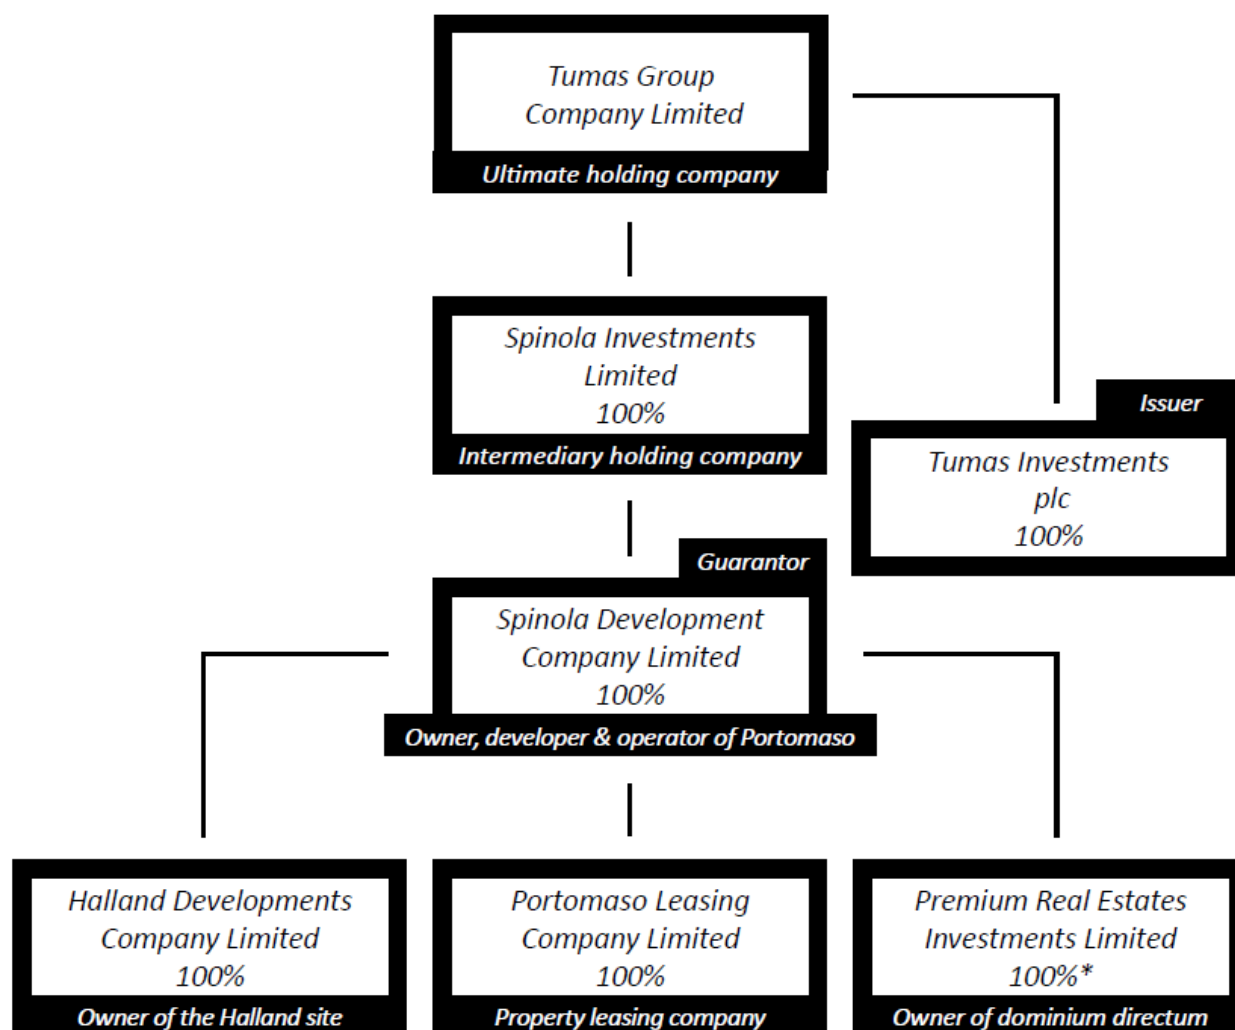 Tumas Group
Company Limited
Ultimate holding company
Spinola Investments
Limited
100%
Intermediary holding company
Issuer
Tumas Investments
plc
100%
Guarantor
Spinola Development
Company Limited
100%
Owner, developer & operator of Portomaso
Halland Developments
Company Limited
100%
Owner of the Halland site
Portomaso Leasing
Company Limited
100%
Property leasing company
Premium Real Estates
Investments Limited
100%*
Owner of dominium directum